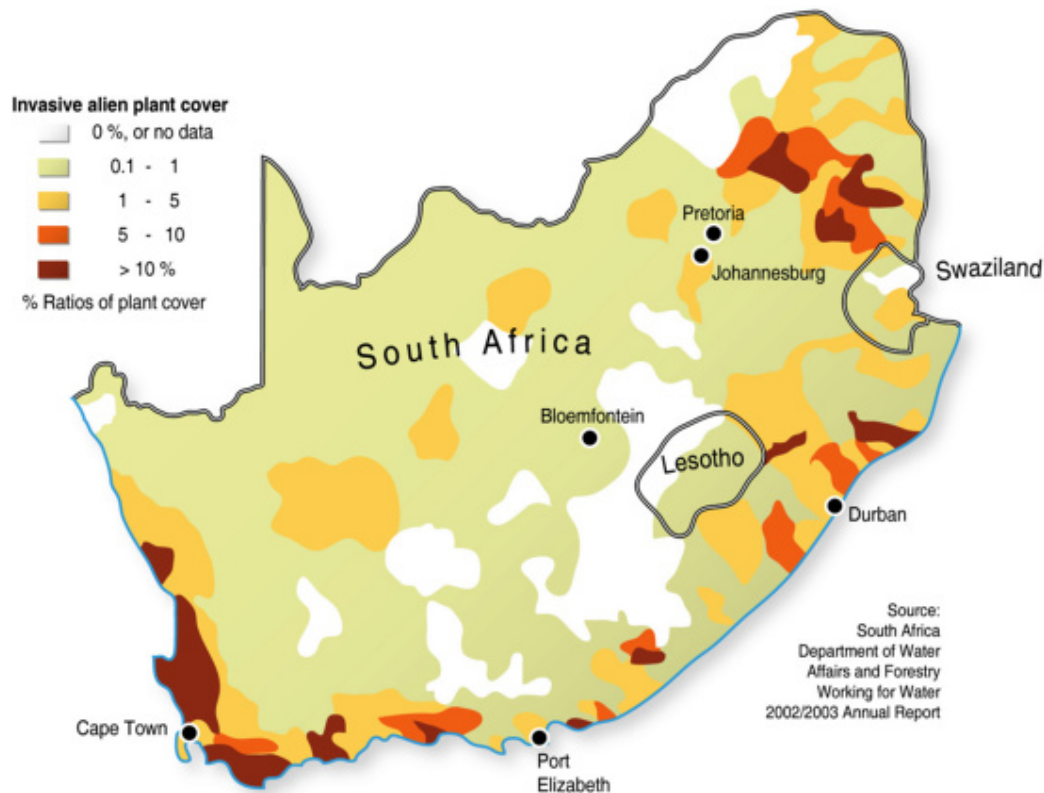 Invasive alien plant cover
0 %, or no data
0.1 - 1
1 - 5
5 - 10
> 10 %
% Ratios of plant cover
Pretoria
Johannesburg
Swaziland
South Africa
Bloemfontein
Lesotho
Durban
Cape Town
Port
Elizabeth
Source:
South Africa
Department of Water
Affairs and Forestry
Working for Water
2002/2003 Annual Report